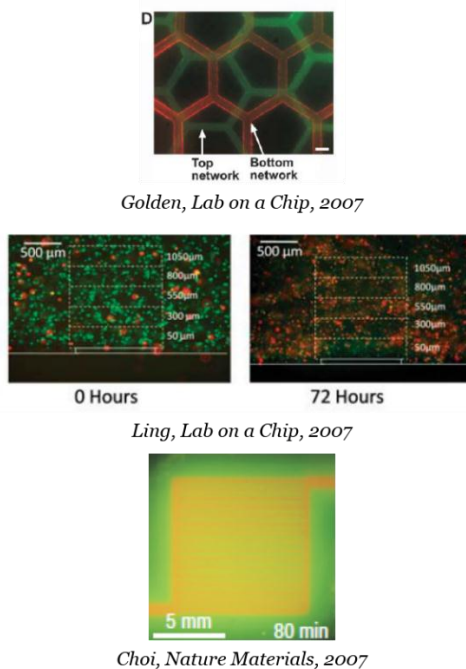 D
Top network
Bottom network
Golden, Lab on a Chip, 2007
500 μm
1050μm
800μm
550μm
300 μm
50μm
0 Hours
500 μm
1050μm
800μm
550μm
300μm
50μm
72 Hours
Ling, Lab on a Chip, 2007
5 mm
80 min
Choi, Nature Materials, 2007